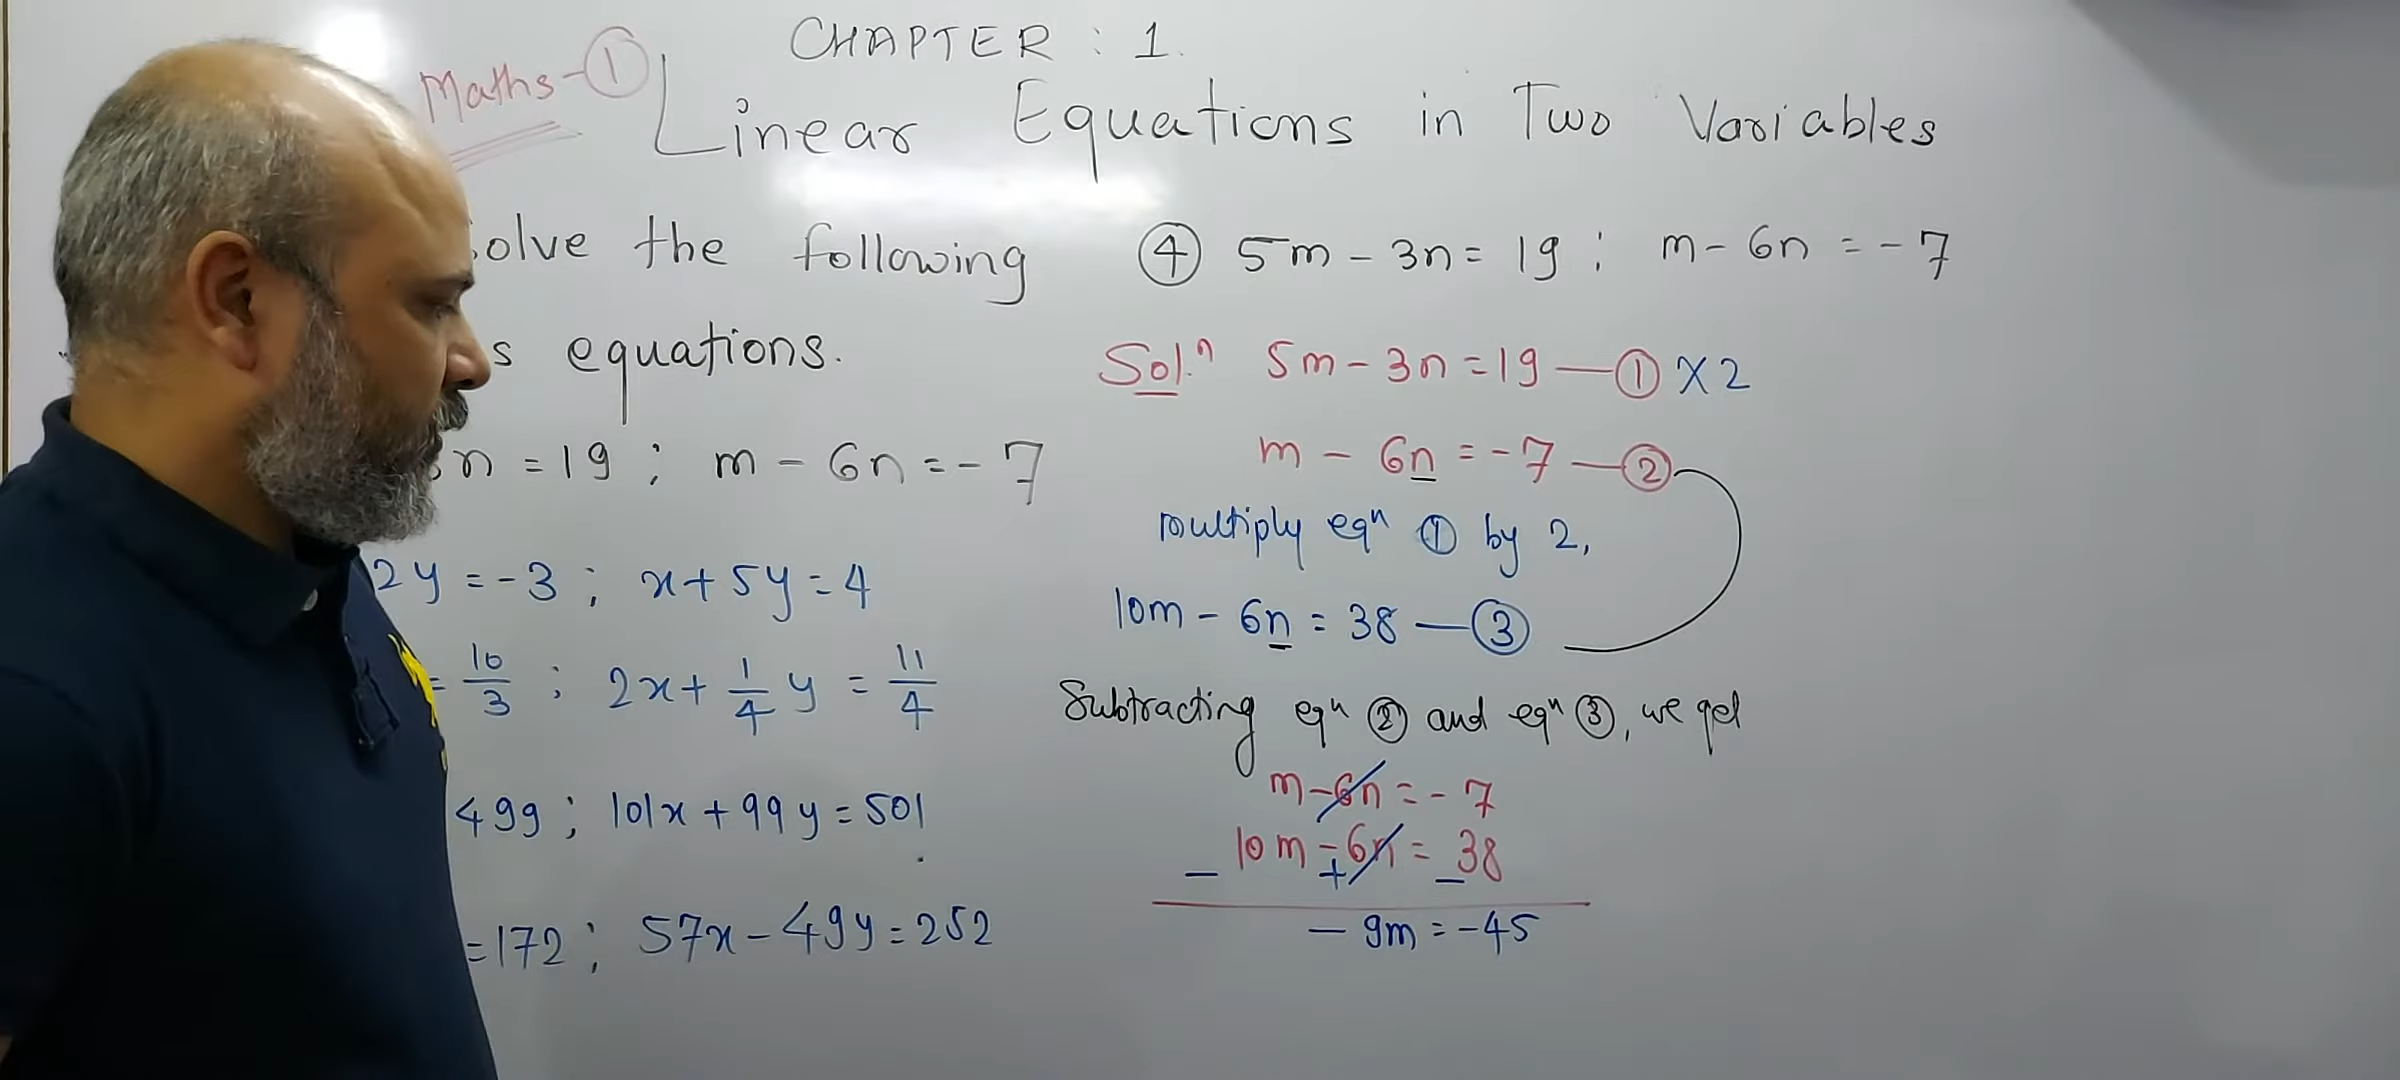 CHAPTER : 1.
Maths - ①
Linear Equations in Two Variables
olve the following
s equations.
n = 19 ; m - 6n = - 7
2y = -3 ; x + 5y = 4
= 10/3 ; 2x + 1/4 y = 11/4
499 ; 101x + 99y = 501
=172 ; 57x - 49y = 252
④ 5m - 3n = 19 ; m - 6n = - 7
Sol.ⁿ 5m - 3n = 19 — ① X 2
m - 6n = - 7 — ②
multiply eqⁿ ① by 2,
10m - 6n = 38 — ③
Subtracting eqⁿ ② and eqⁿ ③, we get
m - 6n = - 7
10m - 6n = 38
- + -
- 9m = -45